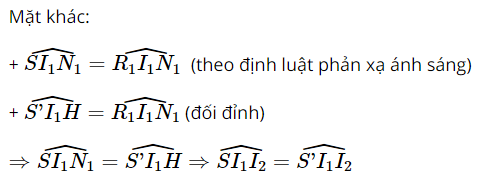 Mặt khác:
+ $\widehat{SI_1N_1} = \widehat{R_1I_1N_1}$ (theo định luật phản xạ ánh sáng)
+ $\widehat{S’I_1H} = \widehat{R_1I_1N_1}$ (đối đỉnh)
$\Rightarrow \widehat{SI_1N_1} = \widehat{S’I_1H} \Rightarrow \widehat{SI_1I_2} = \widehat{S’I_1I_2}$